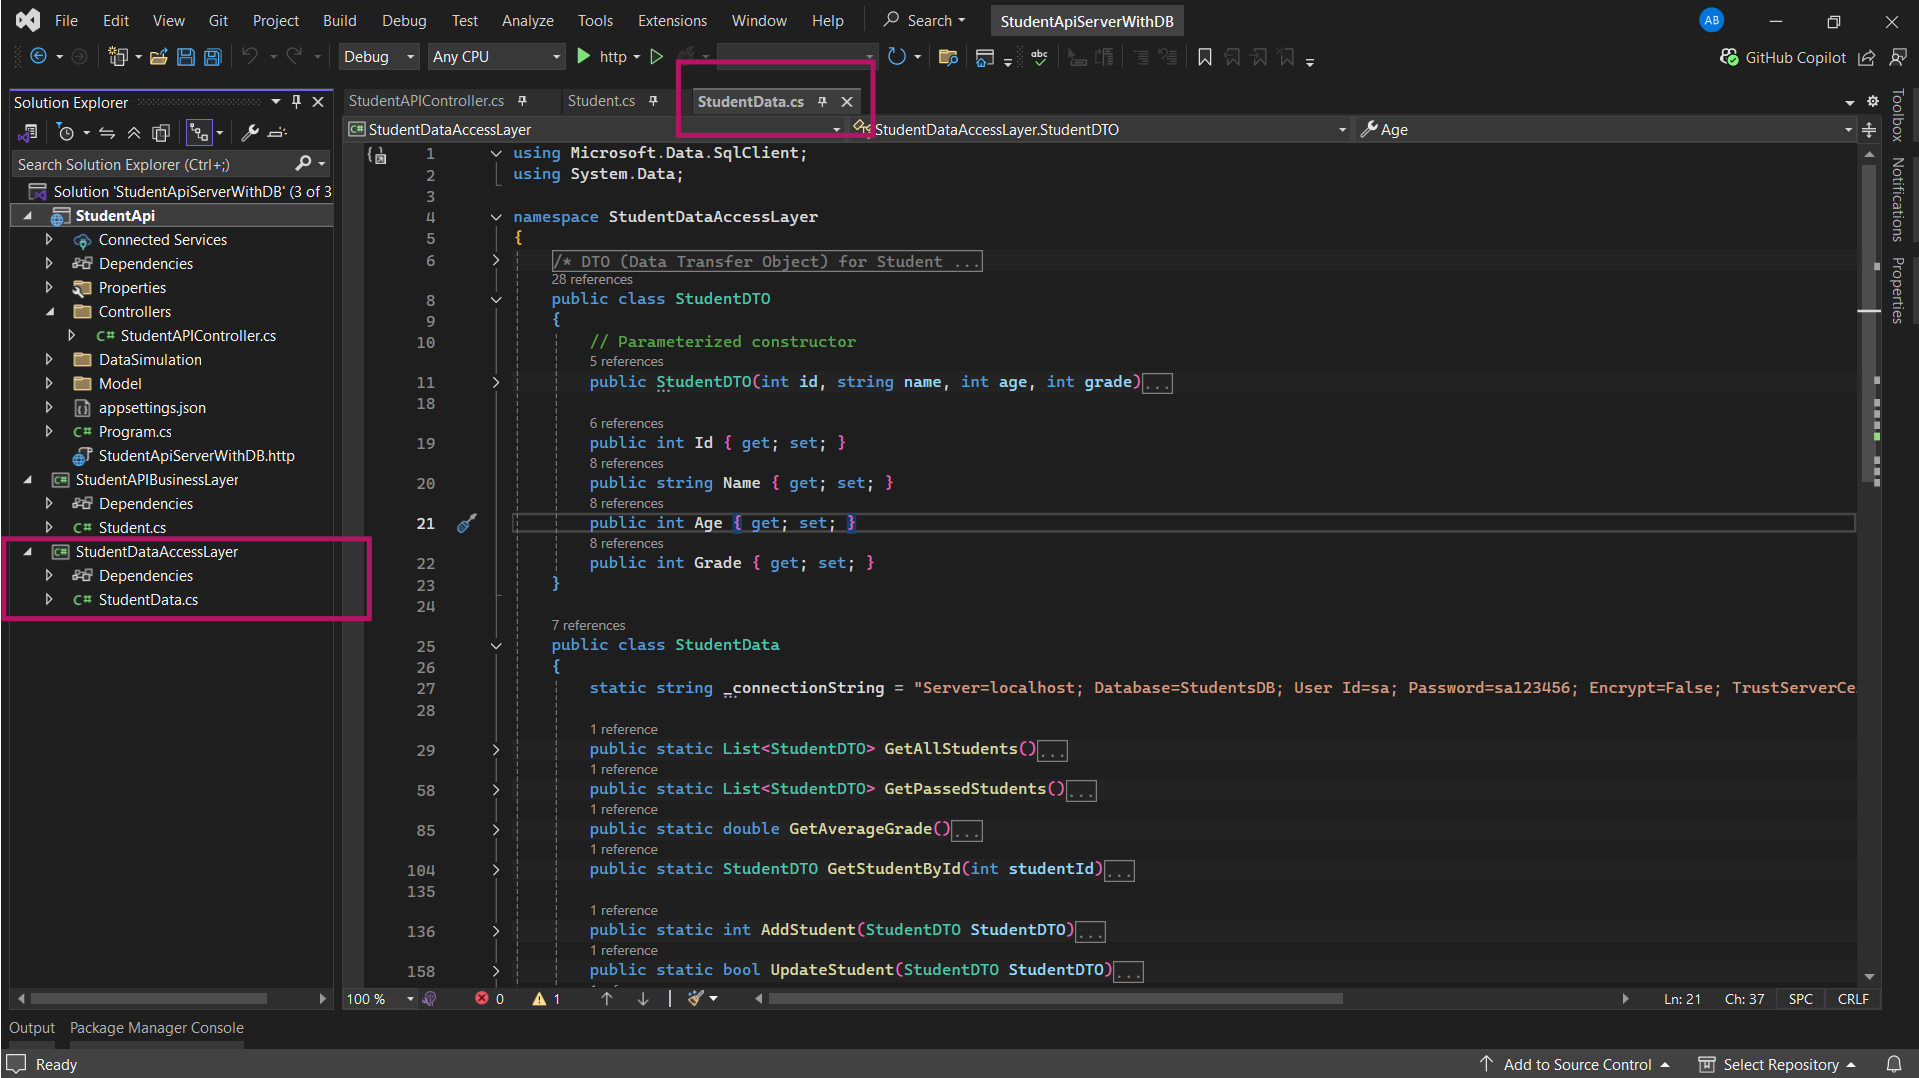 File Edit View Git Project Build Debug Test Analyze Tools Extensions Window Help Search StudentApiServerWithDB AB
Debug Any CPU http abc GitHub Copilot
Solution Explorer
Search Solution Explorer (Ctrl+;)
Solution 'StudentApiServerWithDB' (3 of 3
StudentApi
Connected Services
Dependencies
Properties
Controllers
C# StudentAPIController.cs
DataSimulation
Model
appsettings.json
C# Program.cs
StudentApiServerWithDB.http
C# StudentAPIBusinessLayer
Dependencies
C# Student.cs
C# StudentDataAccessLayer
Dependencies
C# StudentData.cs
StudentAPIController.cs Student.cs StudentData.cs
C# StudentDataAccessLayer StudentDataAccessLayer.StudentDTO Age
1 using Microsoft.Data.SqlClient;
2 using System.Data;
3
4 namespace StudentDataAccessLayer
5 {
6 /* DTO (Data Transfer Object) for Student ...
28 references
8 public class StudentDTO
9 {
10 // Parameterized constructor
5 references
11 public StudentDTO(int id, string name, int age, int grade)...
18
6 references
19 public int Id { get; set; }
8 references
20 public string Name { get; set; }
8 references
21 public int Age { get; set; }
8 references
22 public int Grade { get; set; }
23 }
24
7 references
25 public class StudentData
26 {
27 static string _connectionString = "Server=localhost; Database=StudentsDB; User Id=sa; Password=sa123456; Encrypt=False; TrustServerCe
28
1 reference
29 public static List<StudentDTO> GetAllStudents()...
1 reference
58 public static List<StudentDTO> GetPassedStudents()...
1 reference
85 public static double GetAverageGrade()...
1 reference
104 public static StudentDTO GetStudentById(int studentId)...
135
1 reference
136 public static int AddStudent(StudentDTO StudentDTO)...
1 reference
158 public static bool UpdateStudent(StudentDTO StudentDTO)...
100 % 0 1 Ln: 21 Ch: 37 SPC CRLF
Toolbox
Notifications
Properties
Output Package Manager Console
Ready Add to Source Control Select Repository